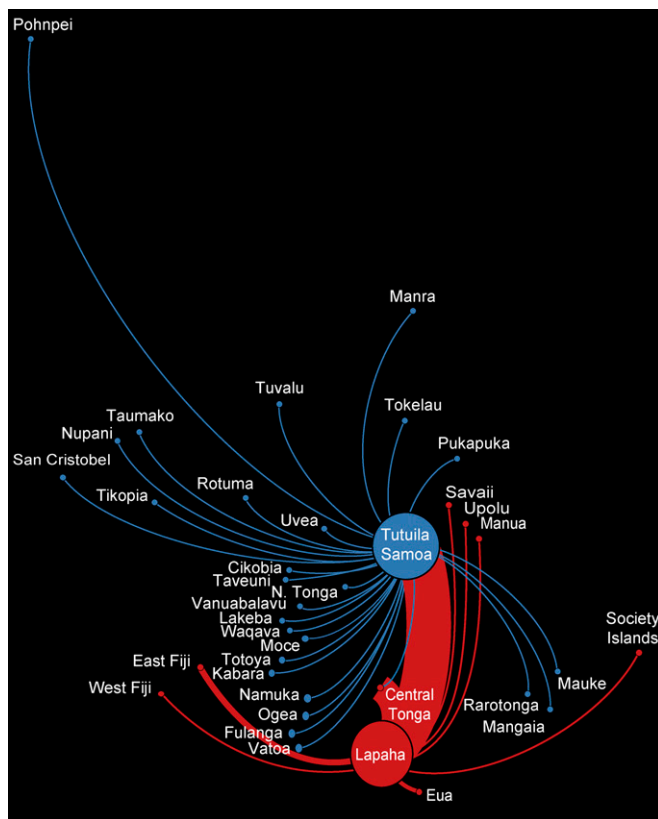 Pohnpei
Manra
Tuvalu
Tokelau
Taumako
Nupani
Pukapuka
San Cristobel
Rotuma
Tikopia
Savaii
Upolu
Uvea
Manua
Tutuila
Samoa
Cikobia
Taveuni
N. Tonga
Vanuabalavu
Lakeba
Waqava
Moce
Society
Islands
Totoya
East Fiji
Kabara
West Fiji
Mauke
Namuka
Central
Tonga
Rarotonga
Ogea
Mangaia
Fulanga
Vatoa
Lapaha
Eua